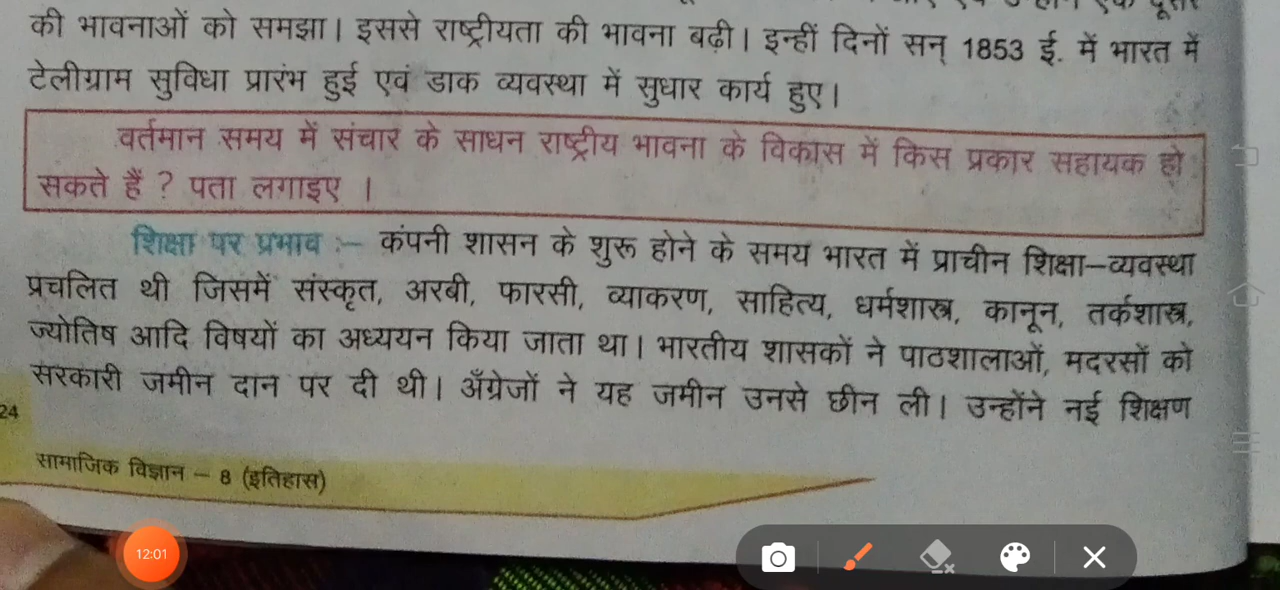 की भावनाओं को समझा। इससे राष्ट्रीयता की भावना बढ़ी। इन्हीं दिनों सन् 1853 ई. में भारत में
टेलीग्राम सुविधा प्रारंभ हुई एवं डाक व्यवस्था में सुधार कार्य हुए।
वर्तमान समय में संचार के साधन राष्ट्रीय भावना के विकास में किस प्रकार सहायक हो
सकते हैं ? पता लगाइए ।
शिक्षा पर प्रभाव :– कंपनी शासन के शुरू होने के समय भारत में प्राचीन शिक्षा–व्यवस्था
प्रचलित थी जिसमें संस्कृत, अरबी, फारसी, व्याकरण, साहित्य, धर्मशास्त्र, कानून, तर्कशास्त्र,
ज्योतिष आदि विषयों का अध्ययन किया जाता था। भारतीय शासकों ने पाठशालाओं, मदरसों को
सरकारी जमीन दान पर दी थी। अँग्रेजों ने यह जमीन उनसे छीन ली। उन्होंने नई शिक्षण
24
सामाजिक विज्ञान – 8 (इतिहास)
12:01